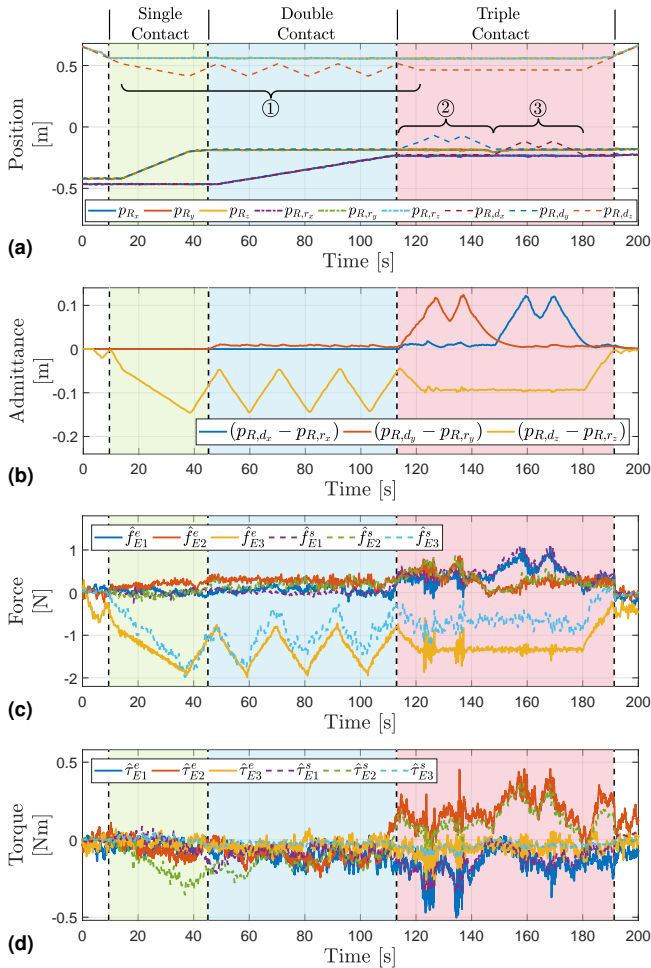 Single Contact
Double Contact
Triple Contact
0.5
0
-0.5
Position [m]
① ② ③
p_{R_x} p_{R_y} p_{R_z} p_{R,r_x} p_{R,r_y} p_{R,r_z} p_{R,d_x} p_{R,d_y} p_{R,d_z}
0 20 40 60 80 100 120 140 160 180 200
(a)
Time [s]
0.1
0
-0.1
-0.2
Admittance [m]
(p_{R,d_x} − p_{R,r_x}) (p_{R,d_y} − p_{R,r_y}) (p_{R,d_z} − p_{R,r_z})
0 20 40 60 80 100 120 140 160 180 200
(b)
Time [s]
1
0
-1
-2
Force [N]
f̂^e_{E1} f̂^e_{E2} f̂^e_{E3} f̂^s_{E1} f̂^s_{E2} f̂^s_{E3}
0 20 40 60 80 100 120 140 160 180 200
(c)
Time [s]
0.5
0
-0.5
Torque [Nm]
τ̂^e_{E1} τ̂^e_{E2} τ̂^e_{E3} τ̂^s_{E1} τ̂^s_{E2} τ̂^s_{E3}
0 20 40 60 80 100 120 140 160 180 200
(d)
Time [s]